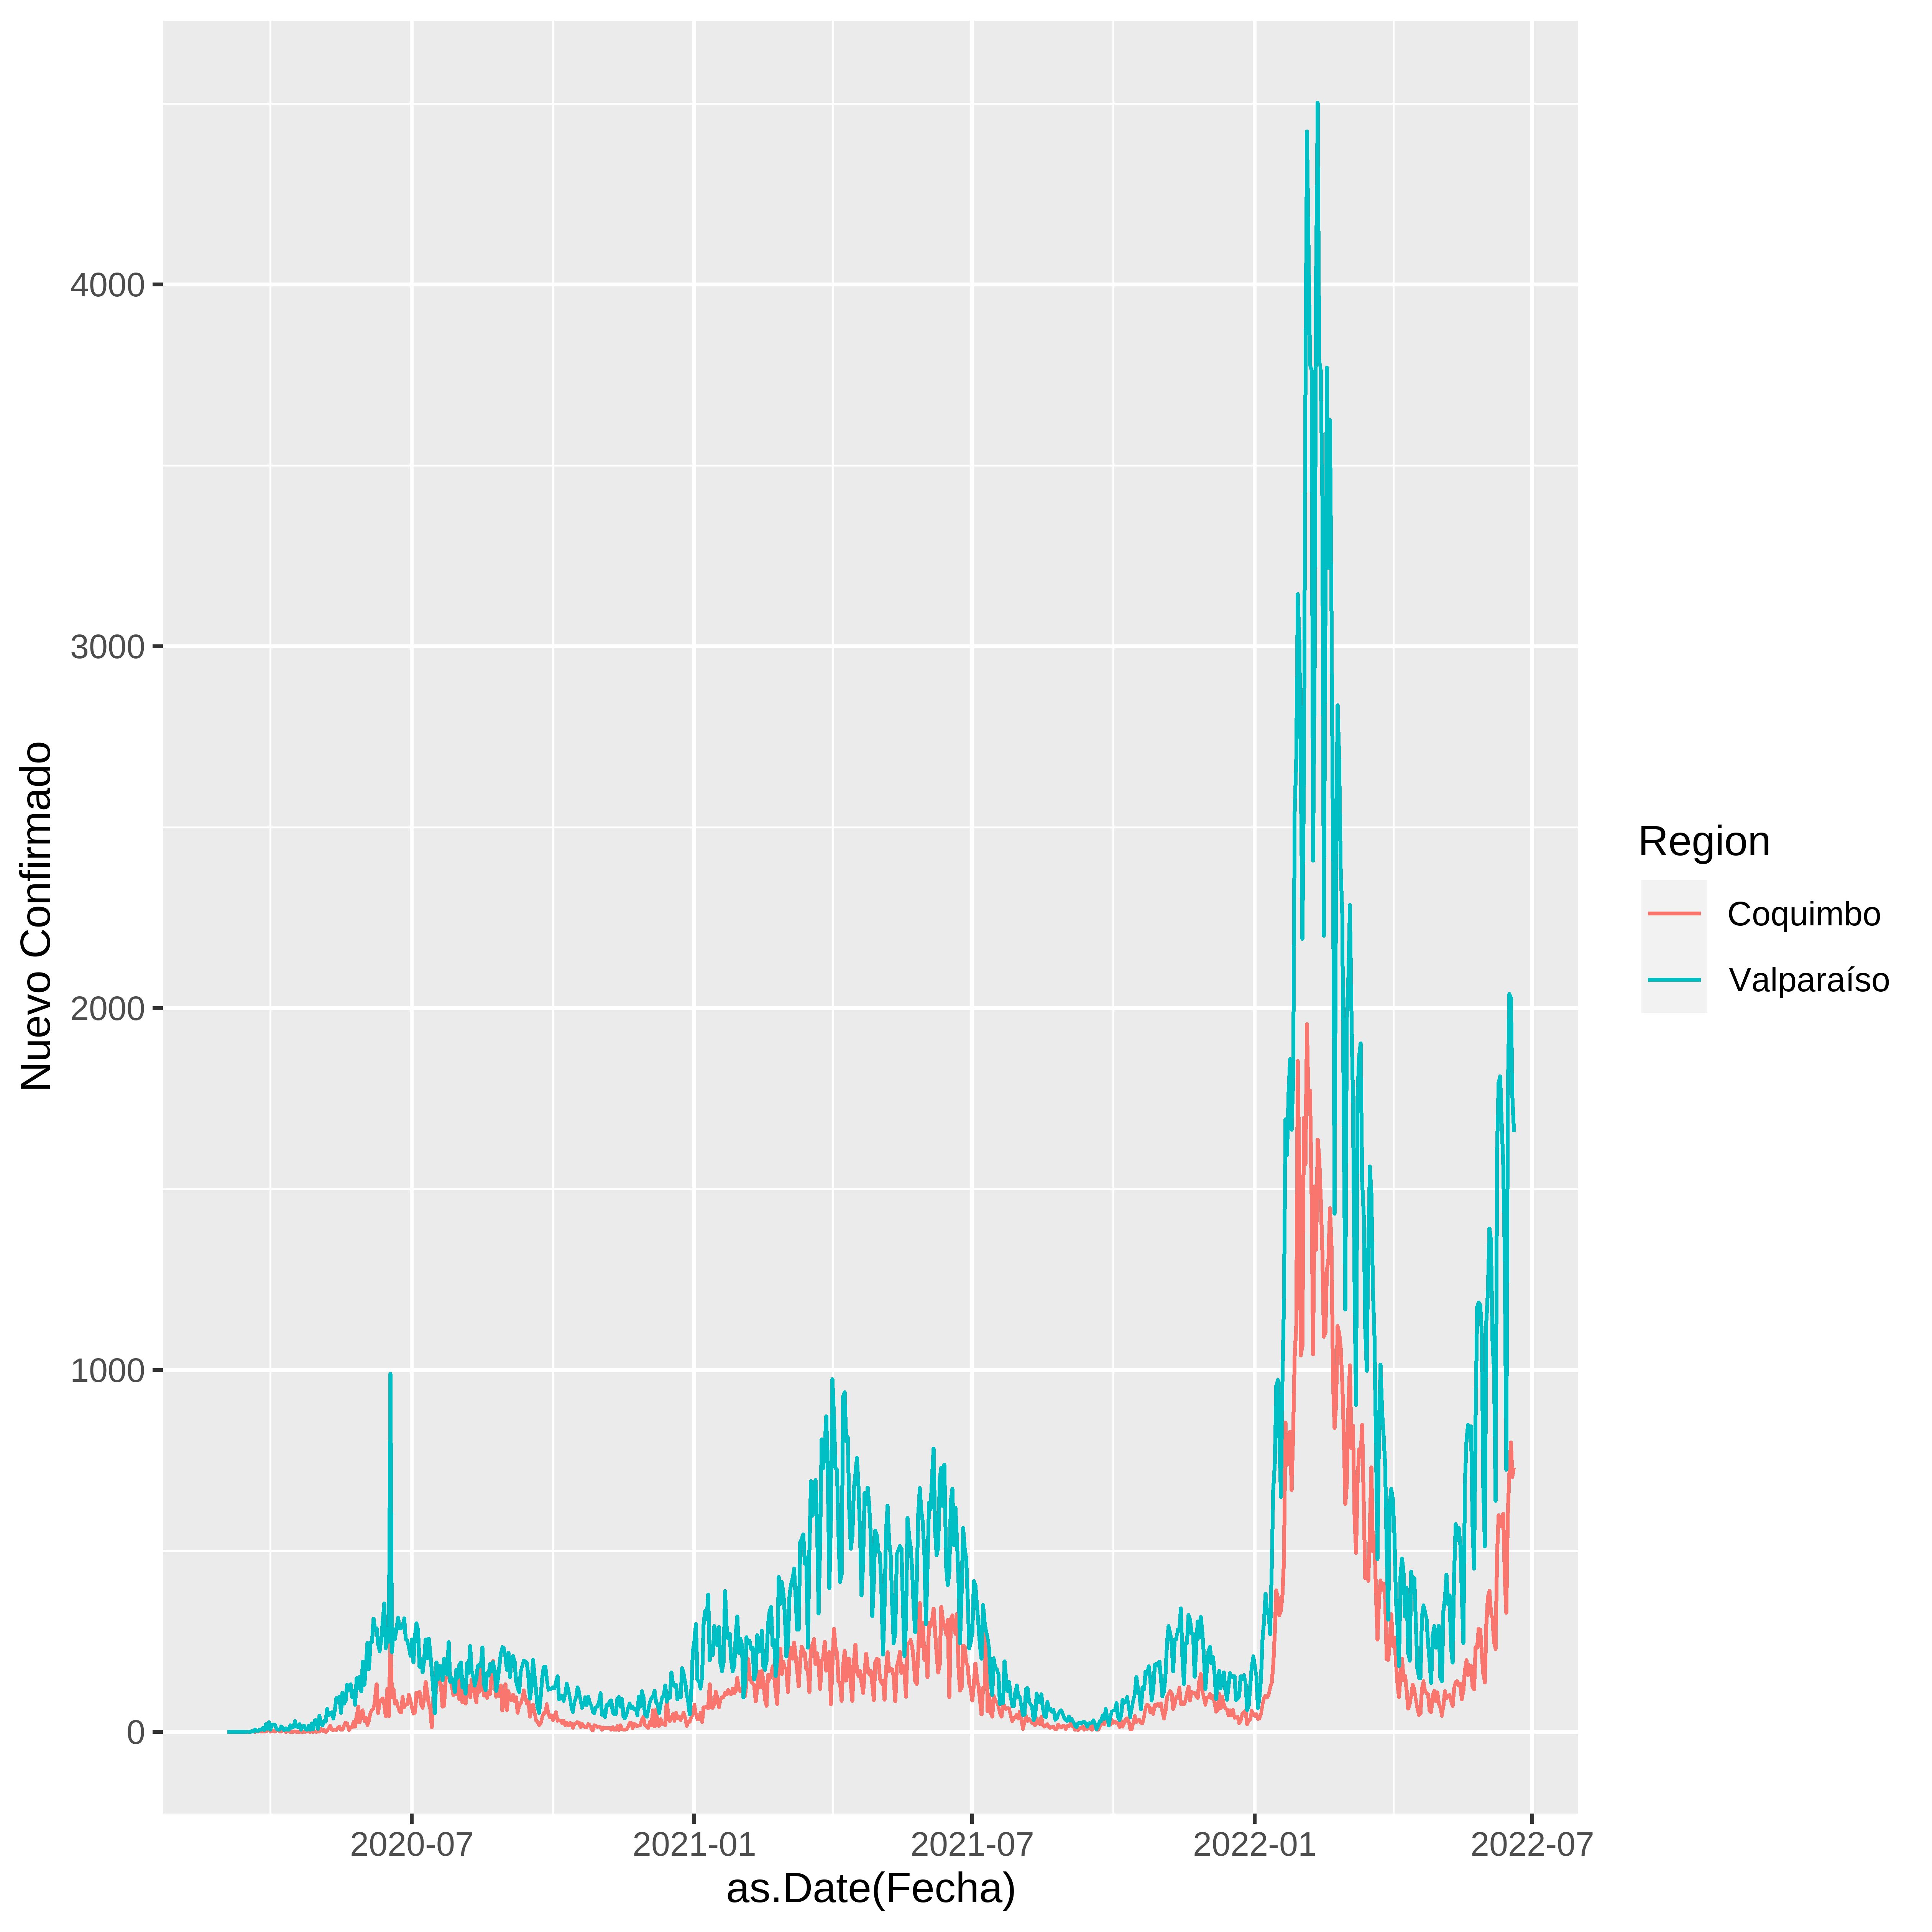 Nuevo Confirmado
4000
3000
2000
1000
0
2020-07
2021-01
2021-07
2022-01
2022-07
as.Date(Fecha)
Region
Coquimbo
Valparaíso